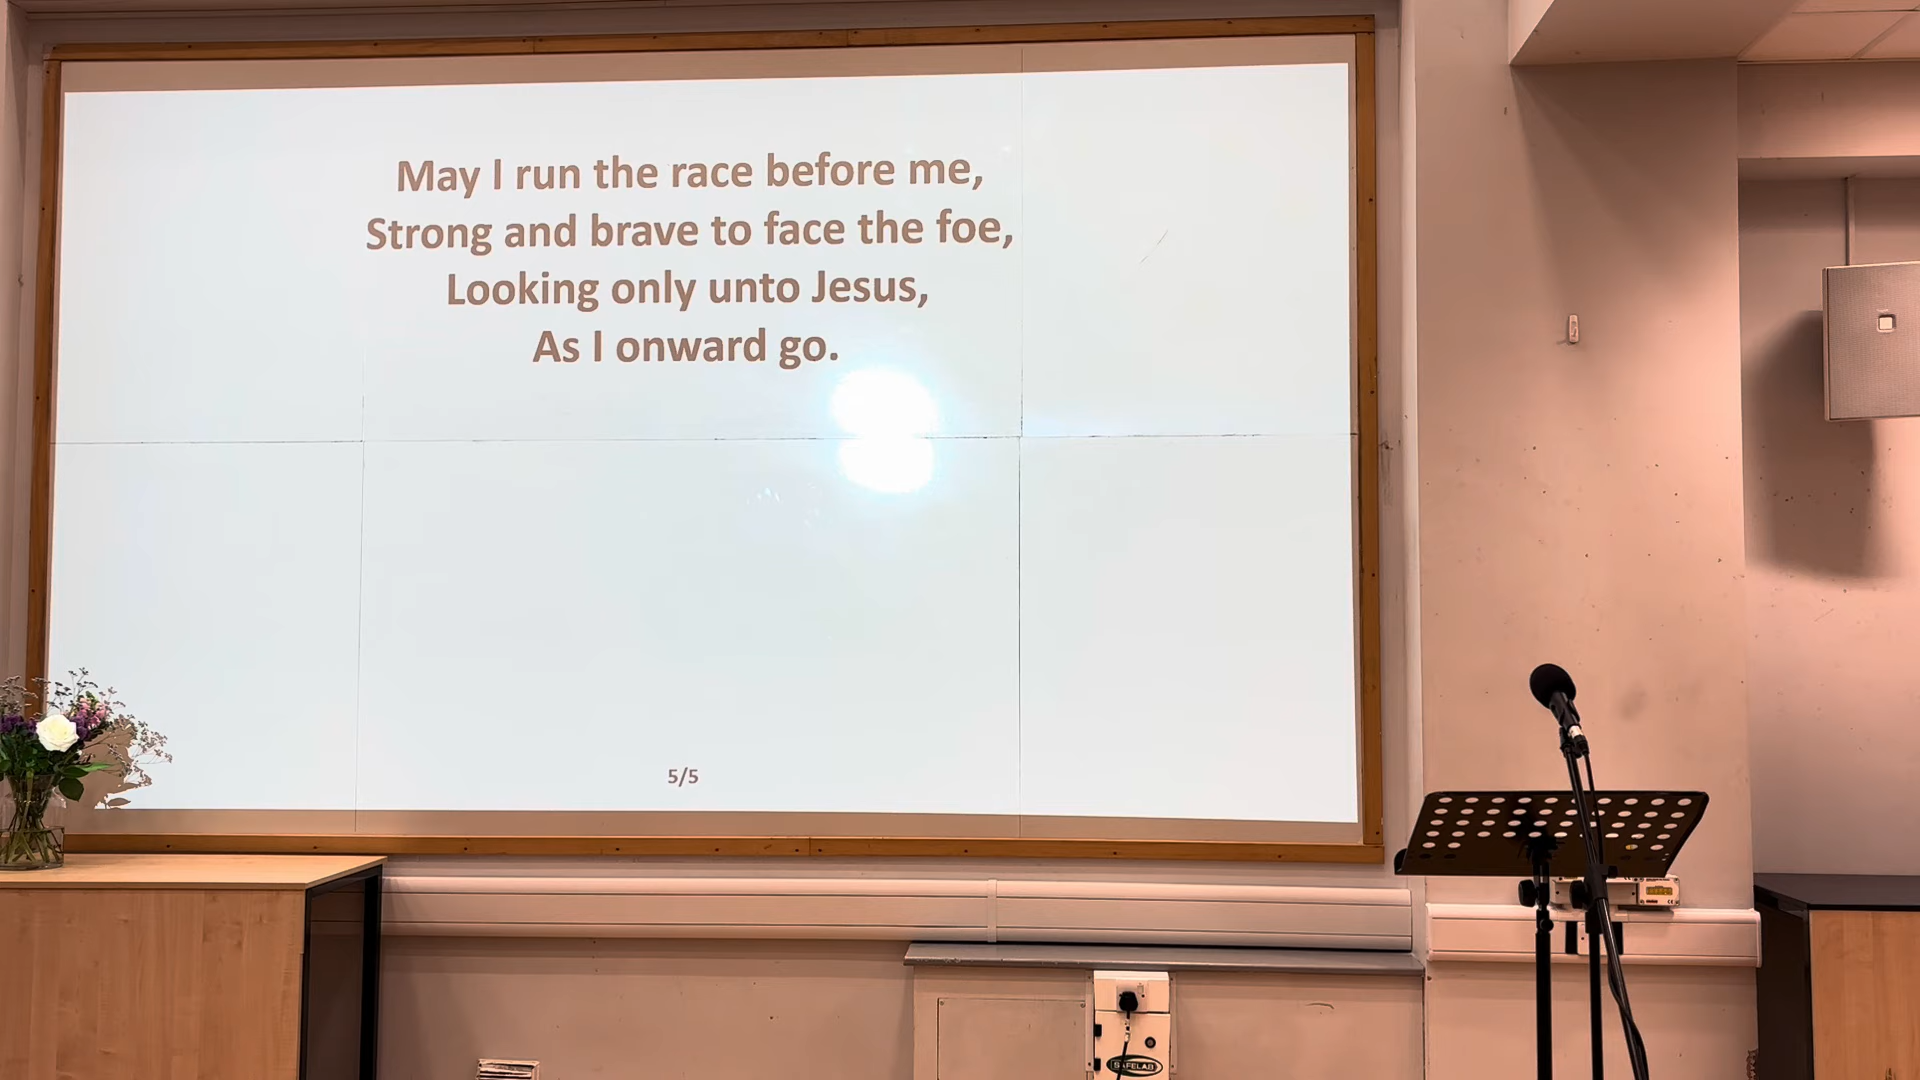 May I run the race before me,
Strong and brave to face the foe,
Looking only unto Jesus,
As I onward go.
5/5
SAFELAB